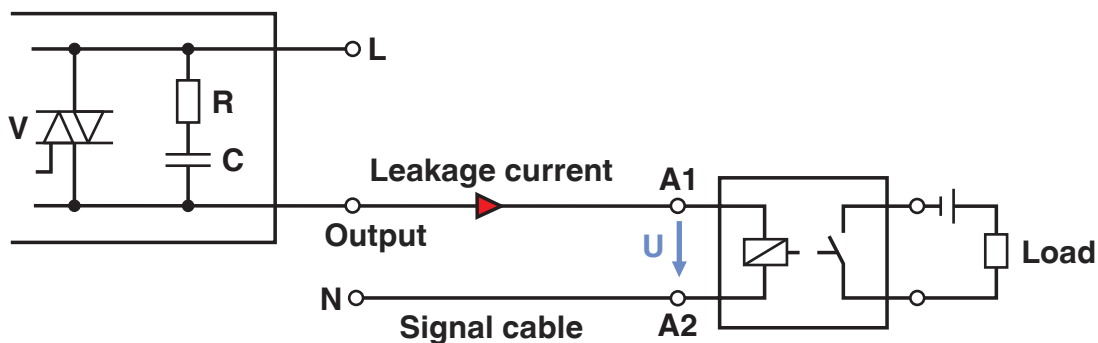 L
R
V
C
Leakage current
A1
Output
U
Load
N
Signal cable
A2